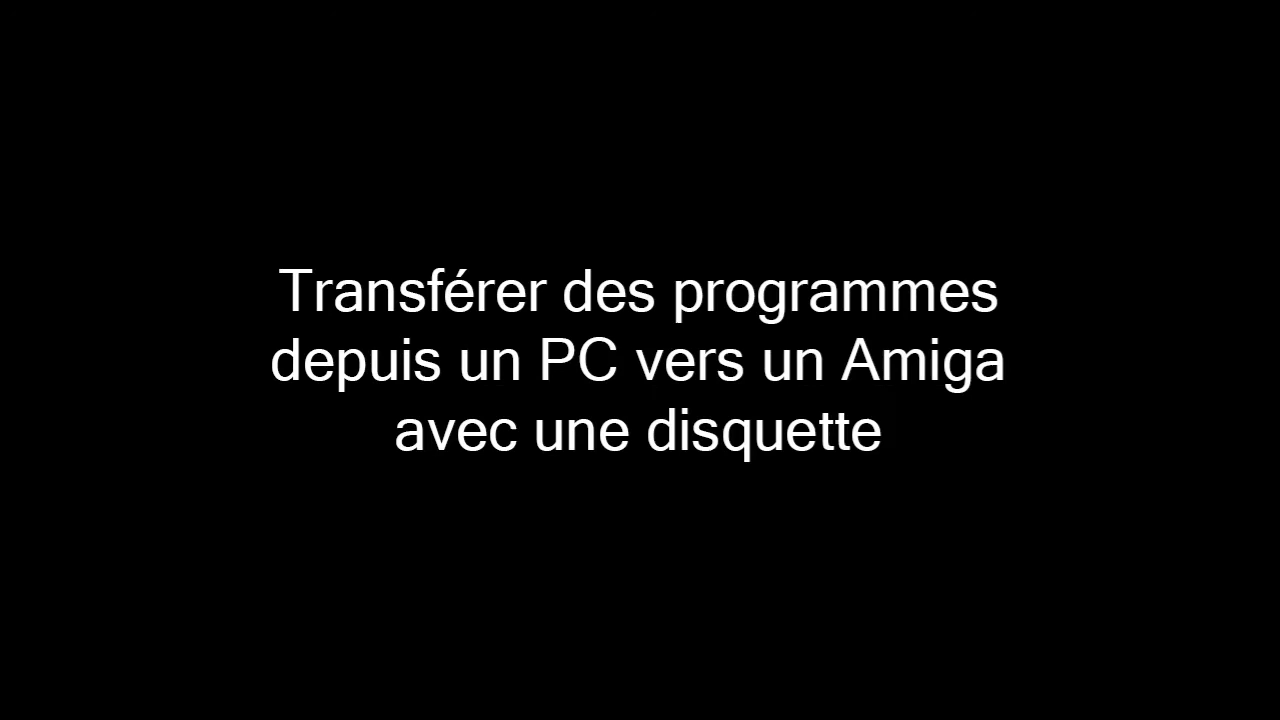 Transférer des programmes
depuis un PC vers un Amiga
avec une disquette